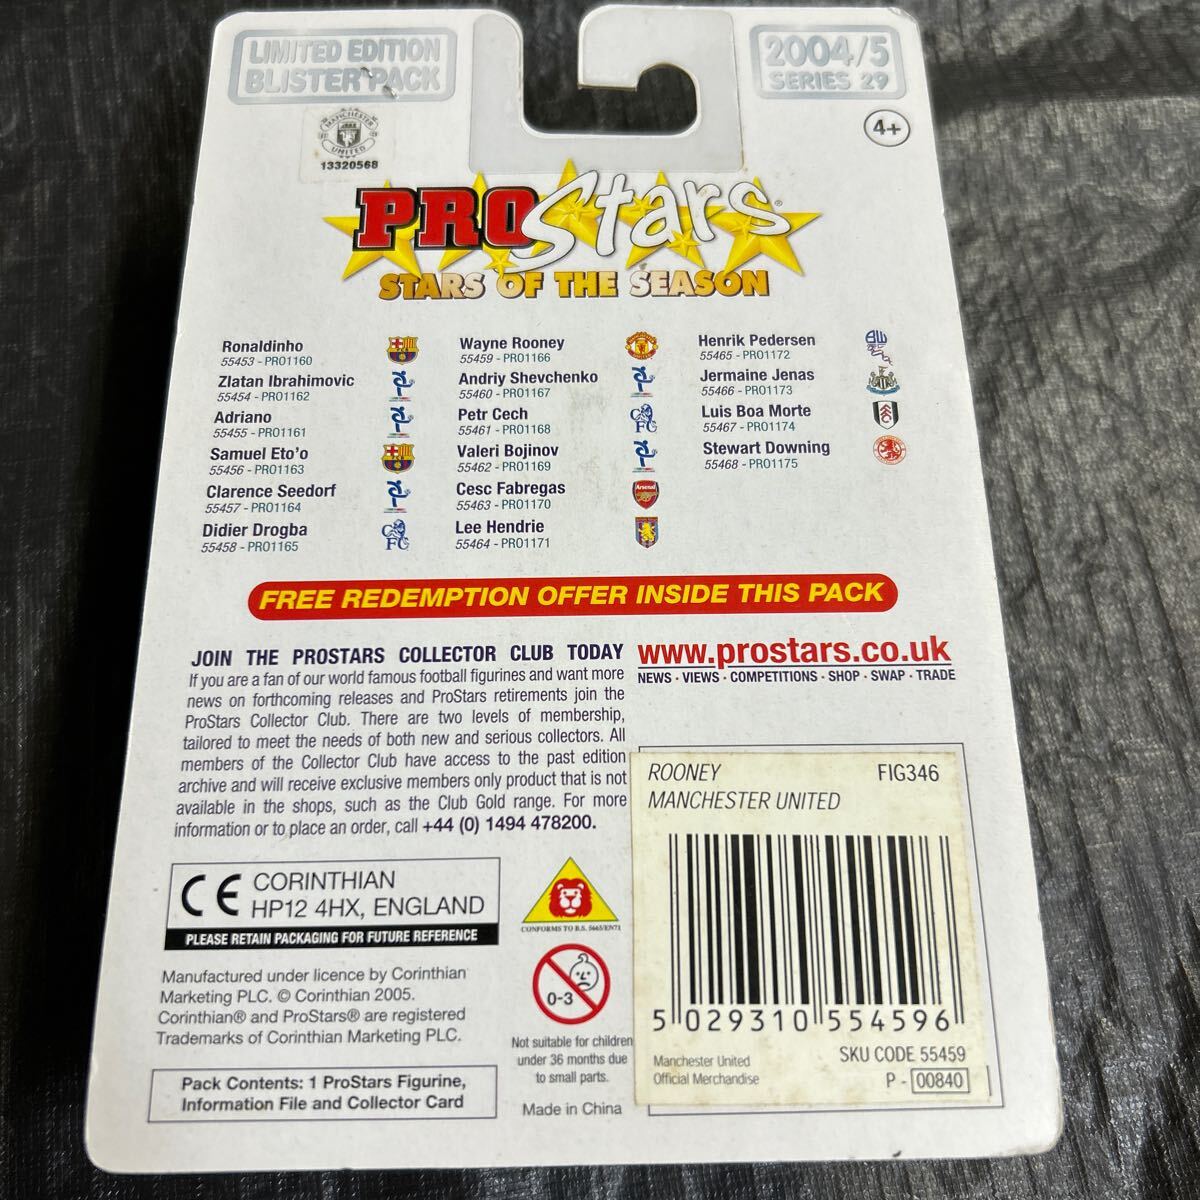 LIMITED EDITION
BLISTER PACK
2004/5
SERIES 29
4+
MANCHESTER
UNITED
13320568
PROStars®
STARS OF THE SEASON
Ronaldinho
55453 - PRO1160
Zlatan Ibrahimovic
55454 - PRO1162
Adriano
55455 - PRO1161
Samuel Eto'o
55456 - PRO1163
Clarence Seedorf
55457 - PRO1164
Didier Drogba
55458 - PRO1165
Wayne Rooney
55459 - PRO1166
Andriy Shevchenko
55460 - PRO1167
Petr Cech
55461 - PRO1168
Valeri Bojinov
55462 - PRO1169
Cesc Fabregas
55463 - PRO1170
Lee Hendrie
55464 - PRO1171
Henrik Pedersen
55465 - PRO1172
Jermaine Jenas
55466 - PRO1173
Luis Boa Morte
55467 - PRO1174
Stewart Downing
55468 - PRO1175
Arsenal
FREE REDEMPTION OFFER INSIDE THIS PACK
JOIN THE PROSTARS COLLECTOR CLUB TODAY
If you are a fan of our world famous football figurines and want more
news on forthcoming releases and ProStars retirements join the
ProStars Collector Club. There are two levels of membership,
tailored to meet the needs of both new and serious collectors. All
members of the Collector Club have access to the past edition
archive and will receive exclusive members only product that is not
available in the shops, such as the Club Gold range. For more
information or to place an order, call +44 (0) 1494 478200.
www.prostars.co.uk
NEWS · VIEWS · COMPETITIONS · SHOP · SWAP · TRADE
ROONEY FIG346
MANCHESTER UNITED
5 029310 554596
SKU CODE 55459
Manchester United
Official Merchandise
P - 00840
CE CORINTHIAN
HP12 4HX, ENGLAND
PLEASE RETAIN PACKAGING FOR FUTURE REFERENCE
Manufactured under licence by Corinthian
Marketing PLC. © Corinthian 2005.
Corinthian® and ProStars® are registered
Trademarks of Corinthian Marketing PLC.
Pack Contents: 1 ProStars Figurine,
Information File and Collector Card
CONFORMS TO B.S. 5665/EN71
0-3
Not suitable for children
under 36 months due
to small parts.
Made in China